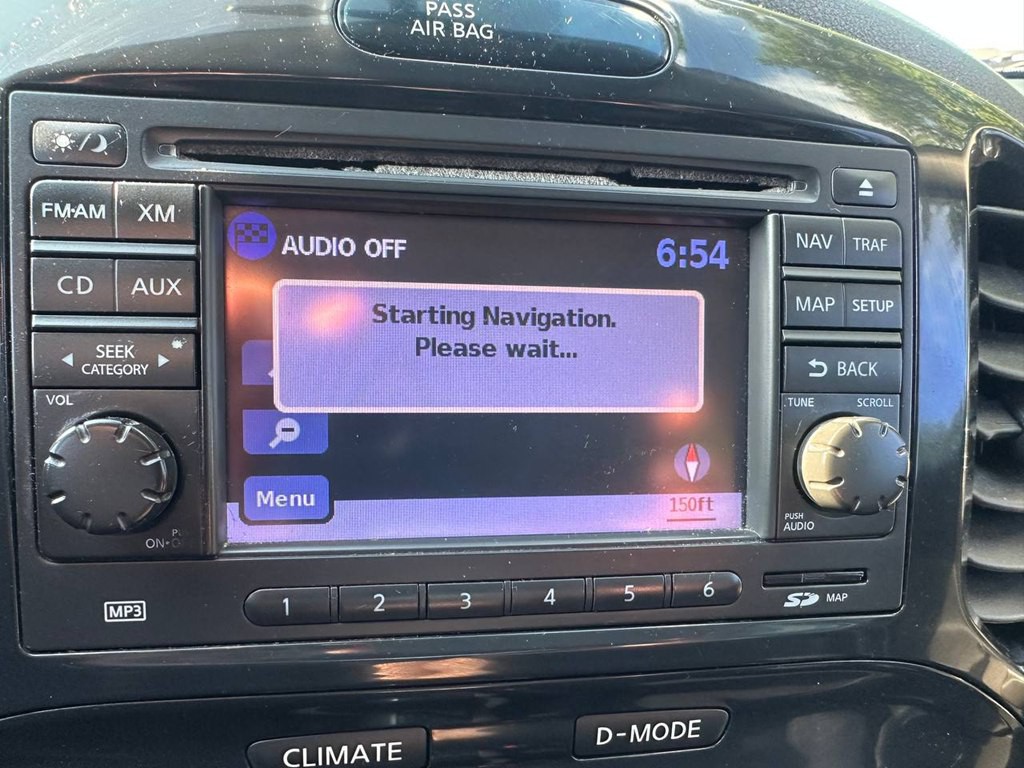 PASS
AIR BAG
FM·AM
XM
AUDIO OFF
6:54
NAV
TRAF
CD
AUX
Starting Navigation.
Please wait...
MAP
SETUP
SEEK
CATEGORY
BACK
VOL
TUNE
SCROLL
Menu
150ft
PUSH
AUDIO
ON•
MP3
1
2
3
4
5
6
SD
MAP
CLIMATE
D-MODE